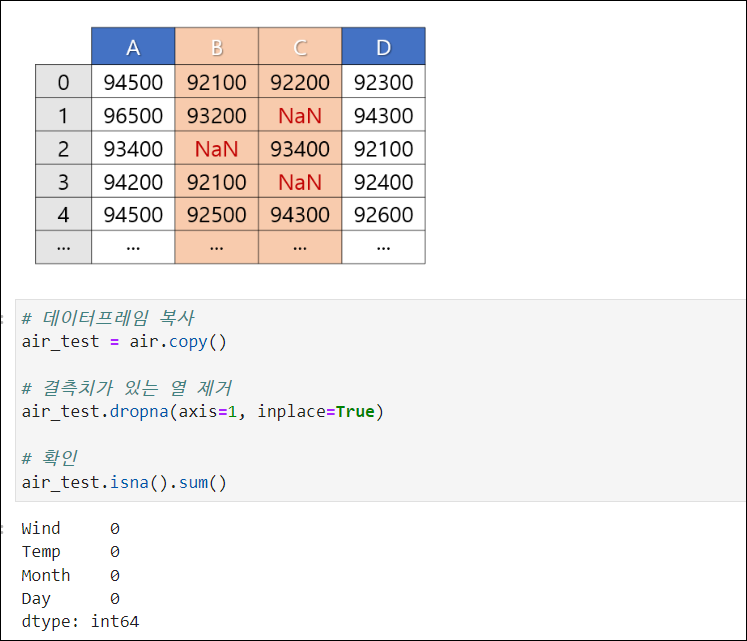 A B C D
0 94500 92100 92200 92300
1 96500 93200 NaN 94300
2 93400 NaN 93400 92100
3 94200 92100 NaN 92400
4 94500 92500 94300 92600
... ... ... ... ...
# 데이터프레임 복사
air_test = air.copy()
# 결측치가 있는 열 제거
air_test.dropna(axis=1, inplace=True)
# 확인
air_test.isna().sum()
Wind 0
Temp 0
Month 0
Day 0
dtype: int64